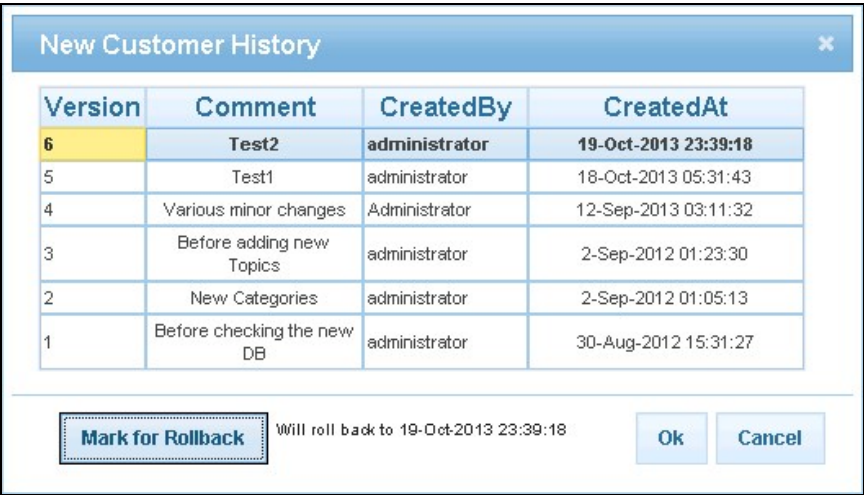 New Customer History
Version Comment CreatedBy CreatedAt
6 Test2 administrator 19-Oct-2013 23:39:18
5 Test1 administrator 18-Oct-2013 05:31:43
4 Various minor changes Administrator 12-Sep-2013 03:11:32
3 Before adding new Topics administrator 2-Sep-2012 01:23:30
2 New Categories administrator 2-Sep-2012 01:05:13
1 Before checking the new DB administrator 30-Aug-2012 15:31:27
Mark for Rollback Will roll back to 19-Oct-2013 23:39:18 Ok Cancel